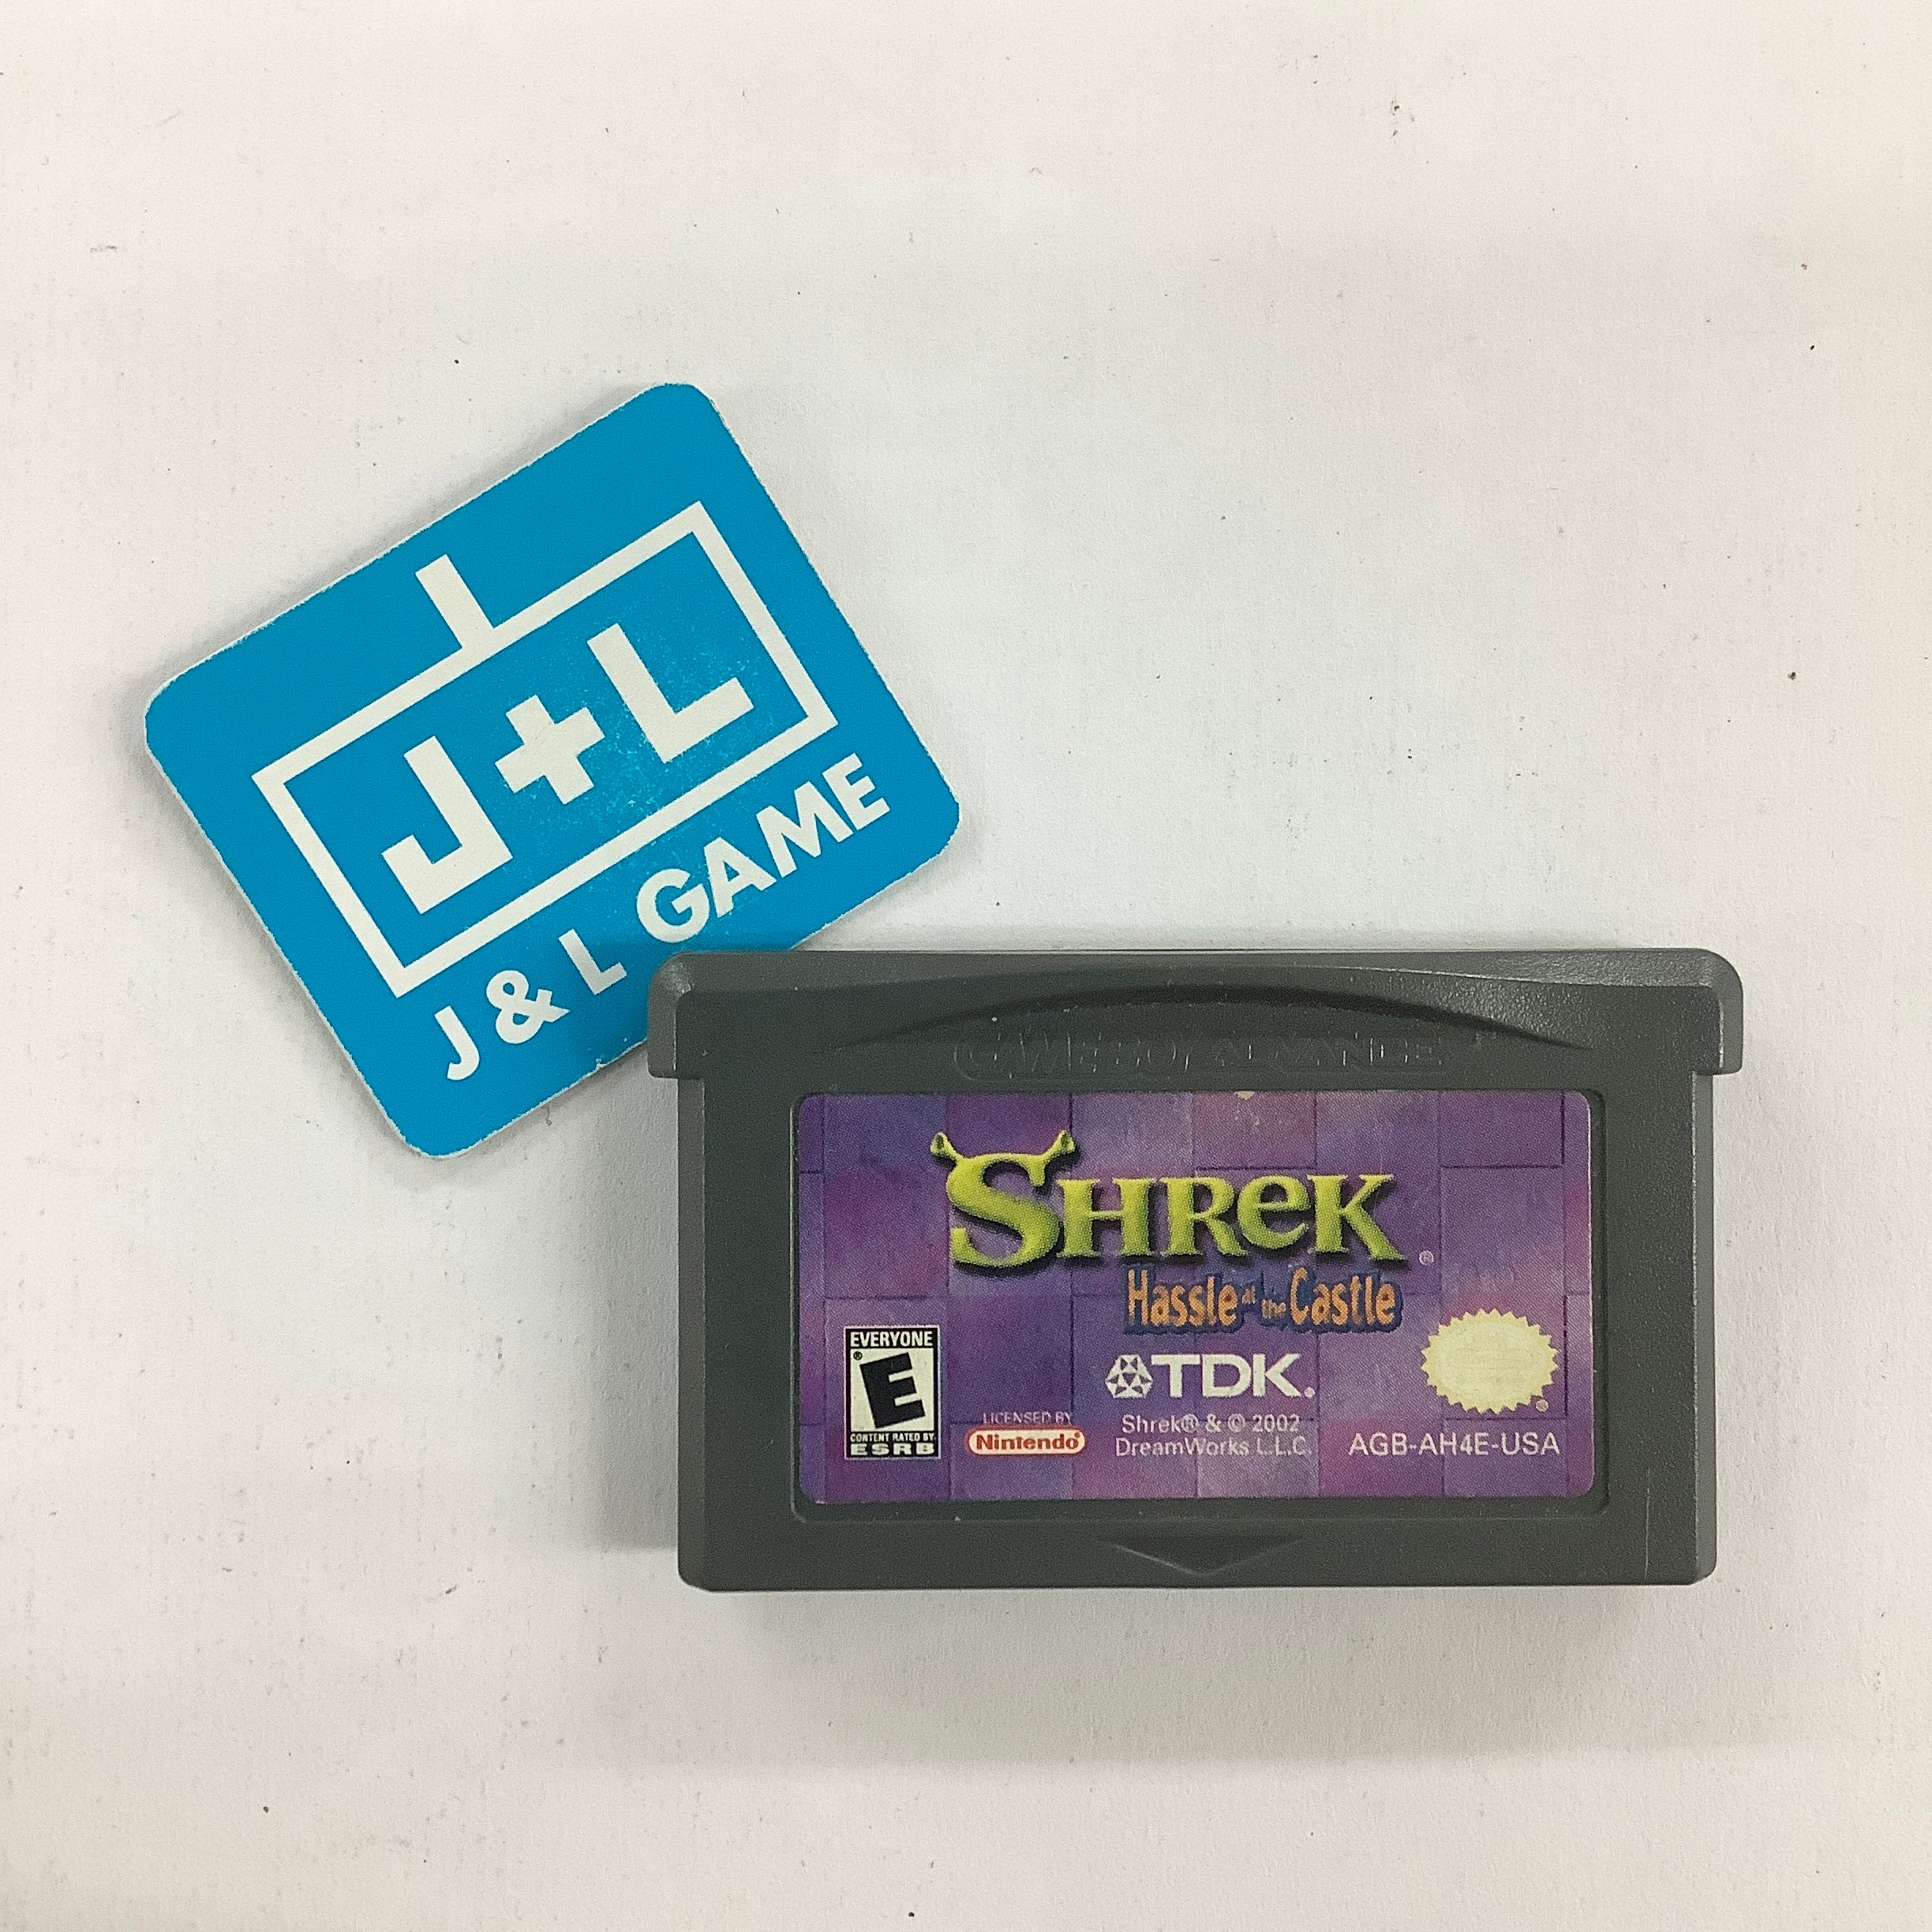 J+L
J & L GAME
GAME BOY ADVANCE
SHREK®
Hassle at the Castle
EVERYONE
E®
CONTENT RATED BY
ESRB
TDK®
LICENSED BY
Nintendo®
Shrek® & © 2002
DreamWorks L.L.C.
AGB-AH4E-USA